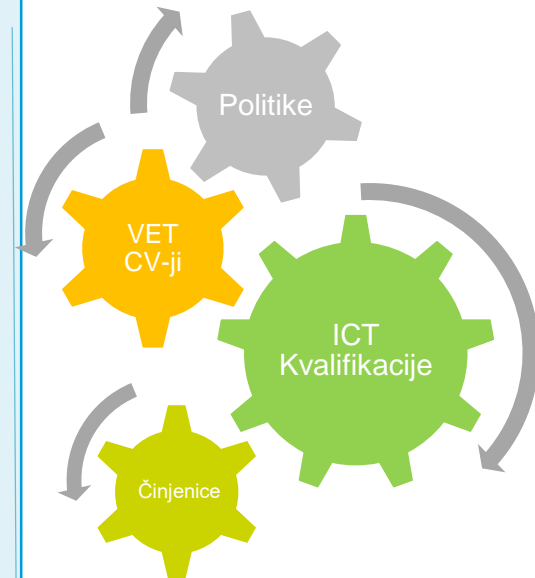 Politike
VET
CV-ji
ICT
Kvalifikacije
Činjenice